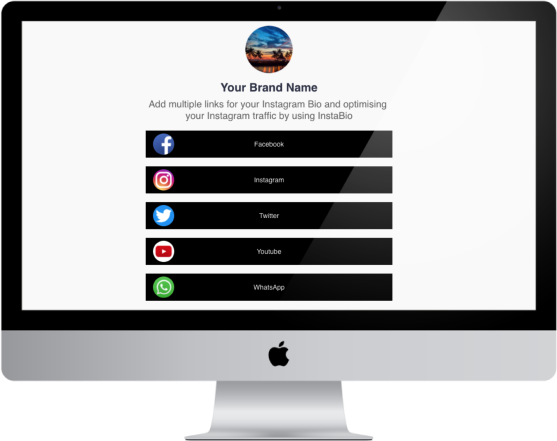 Your Brand Name
Add multiple links for your Instagram Bio and optimising
your Instagram traffic by using InstaBio
Facebook
Instagram
Twitter
Youtube
WhatsApp